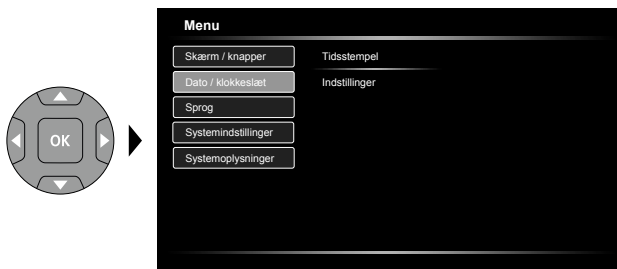 Menu
Skærm / knapper
Tidsstempel
Dato / klokkeslæt
Indstillinger
Sprog
Systemindstillinger
Systemoplysninger
OK